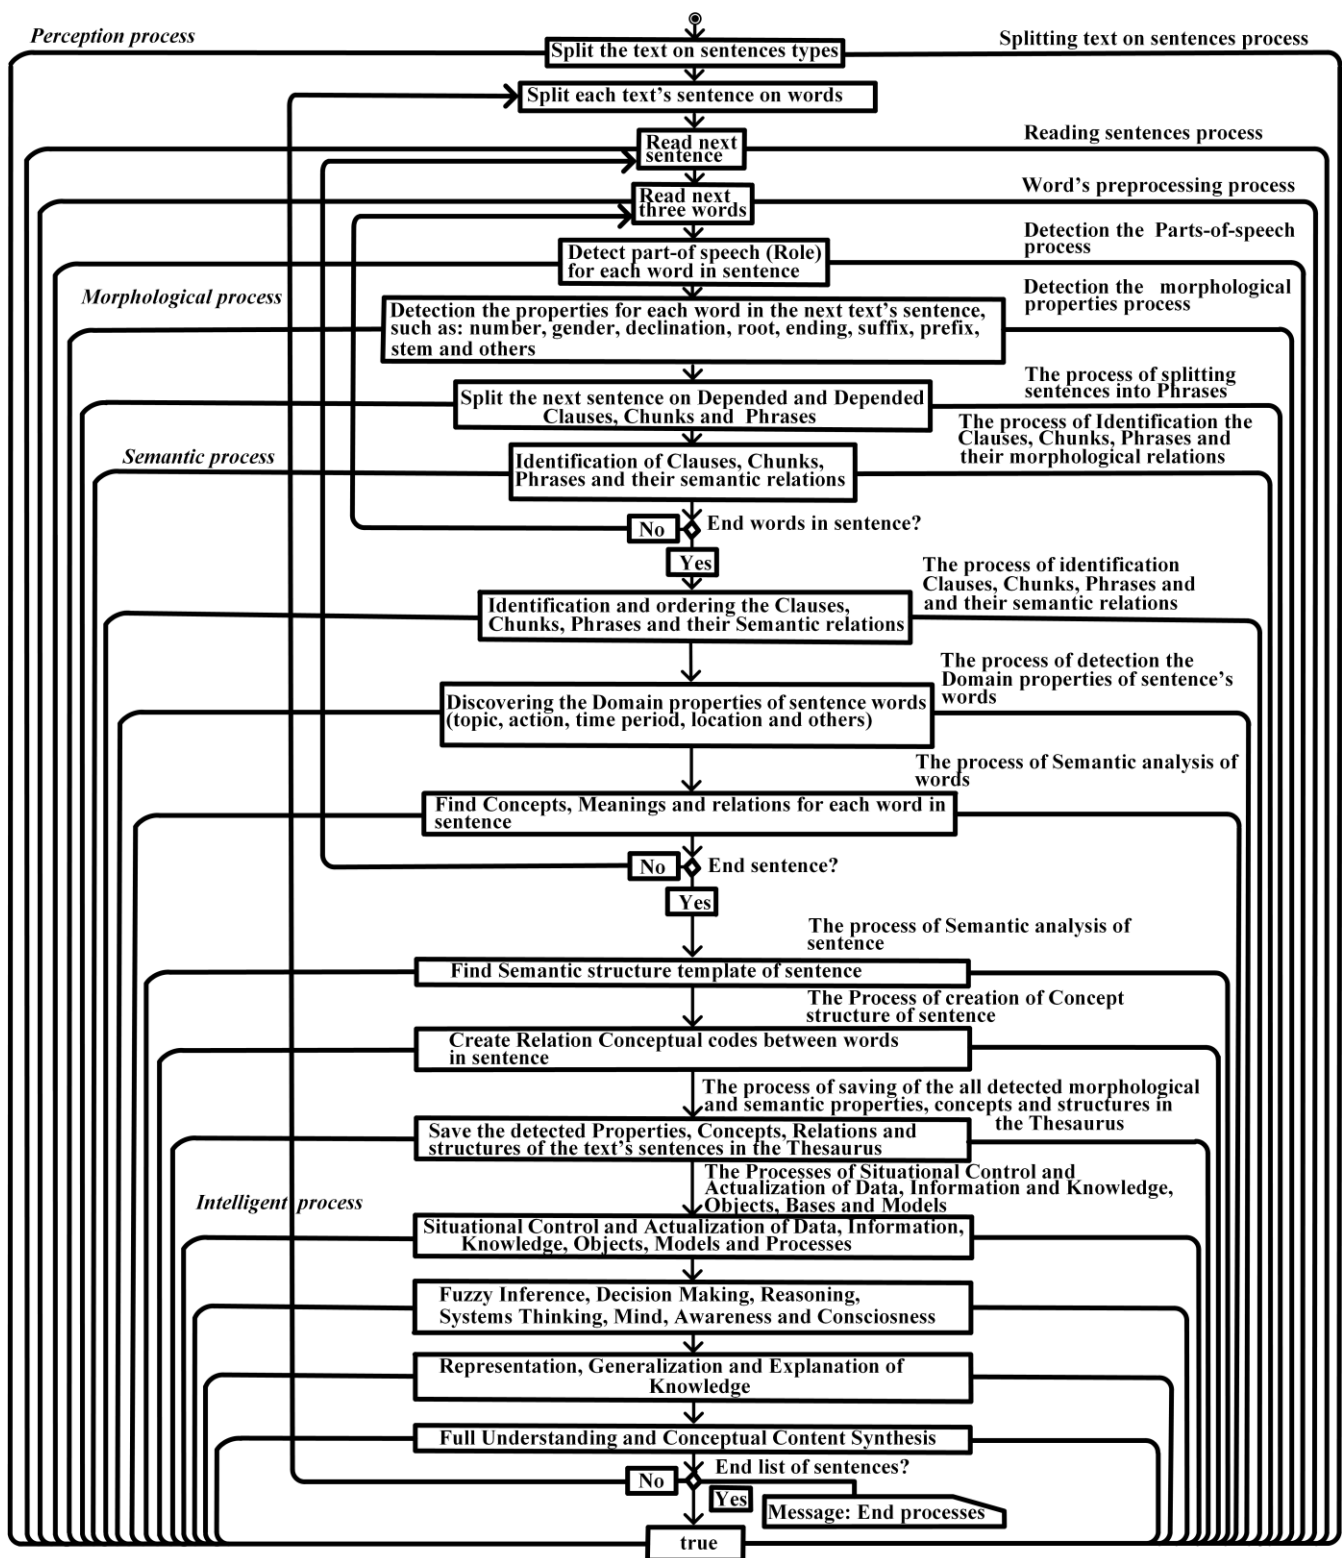 Perception process
Split the text on sentences types
Splitting text on sentences process
Split each text's sentence on words
Read next
sentence
Reading sentences process
Read next
three words
Word's preprocessing process
Detect part-of speech (Role)
for each word in sentence
Detection the Parts-of-speech
process
Morphological process
Detection the properties for each word in the next text's sentence,
such as: number, gender, declination, root, ending, suffix, prefix,
stem and others
Detection the morphological
properties process
Split the next sentence on Depended and Depended
Clauses, Chunks and Phrases
The process of splitting
sentences into Phrases
Semantic process
Identification of Clauses, Chunks,
Phrases and their semantic relations
The process of Identification the
Clauses, Chunks, Phrases and
their morphological relations
No
End words in sentence?
Yes
Identification and ordering the Clauses,
Chunks, Phrases and their Semantic relations
The process of identification
Clauses, Chunks, Phrases and
and their semantic relations
Discovering the Domain properties of sentence words
(topic, action, time period, location and others)
The process of detection the
Domain properties of sentence's
words
The process of Semantic analysis of
words
Find Concepts, Meanings and relations for each word in
sentence
No
End sentence?
Yes
The process of Semantic analysis of
sentence
Find Semantic structure template of sentence
The Process of creation of Concept
structure of sentence
Create Relation Conceptual codes between words
in sentence
The process of saving of the all detected morphological
and semantic properties, concepts and structures in
the Thesaurus
Save the detected Properties, Concepts, Relations and
structures of the text's sentences in the Thesaurus
The Processes of Situational Control and
Actualization of Data, Information and Knowledge,
Objects, Bases and Models
Intelligent process
Situational Control and Actualization of Data, Information,
Knowledge, Objects, Models and Processes
Fuzzy Inference, Decision Making, Reasoning,
Systems Thinking, Mind, Awareness and Consciosness
Representation, Generalization and Explanation of
Knowledge
Full Understanding and Conceptual Content Synthesis
No
End list of sentences?
Yes
Message: End processes
true